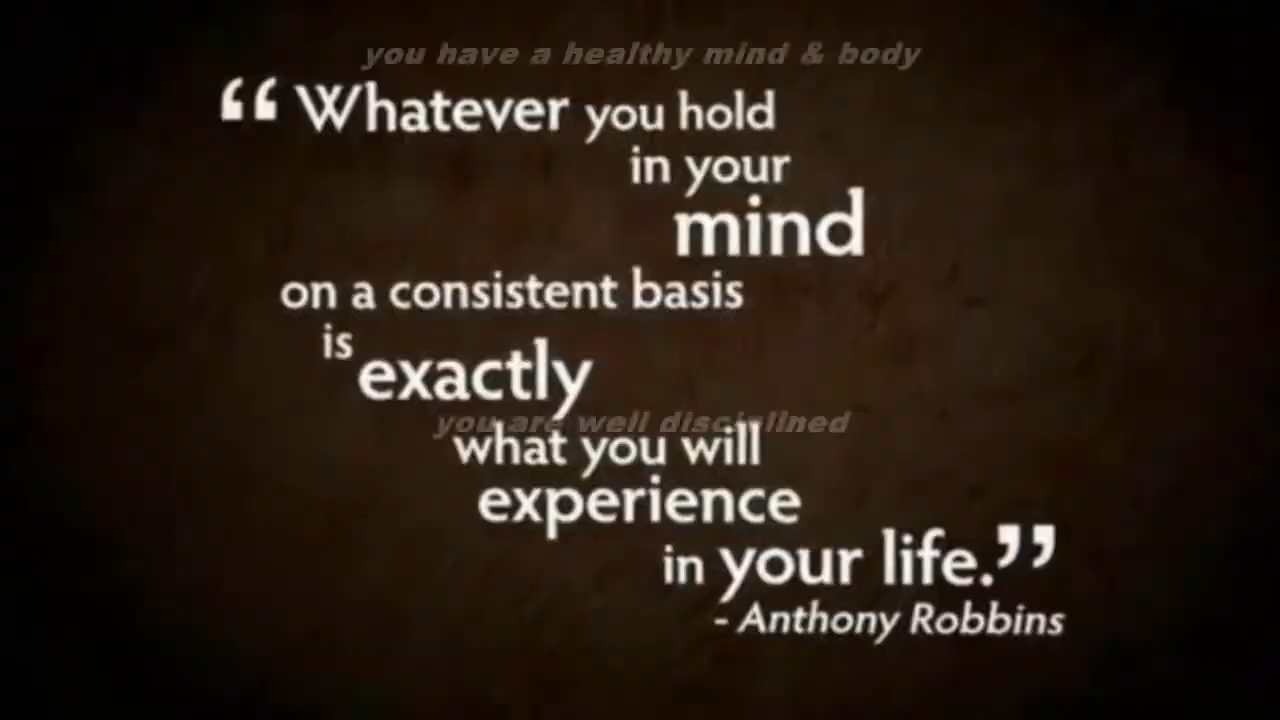 you have a healthy mind & body
“Whatever you hold
in your
mind
on a consistent basis
is
exactly
you are well disciplined
what you will
experience
in your life.”
- Anthony Robbins